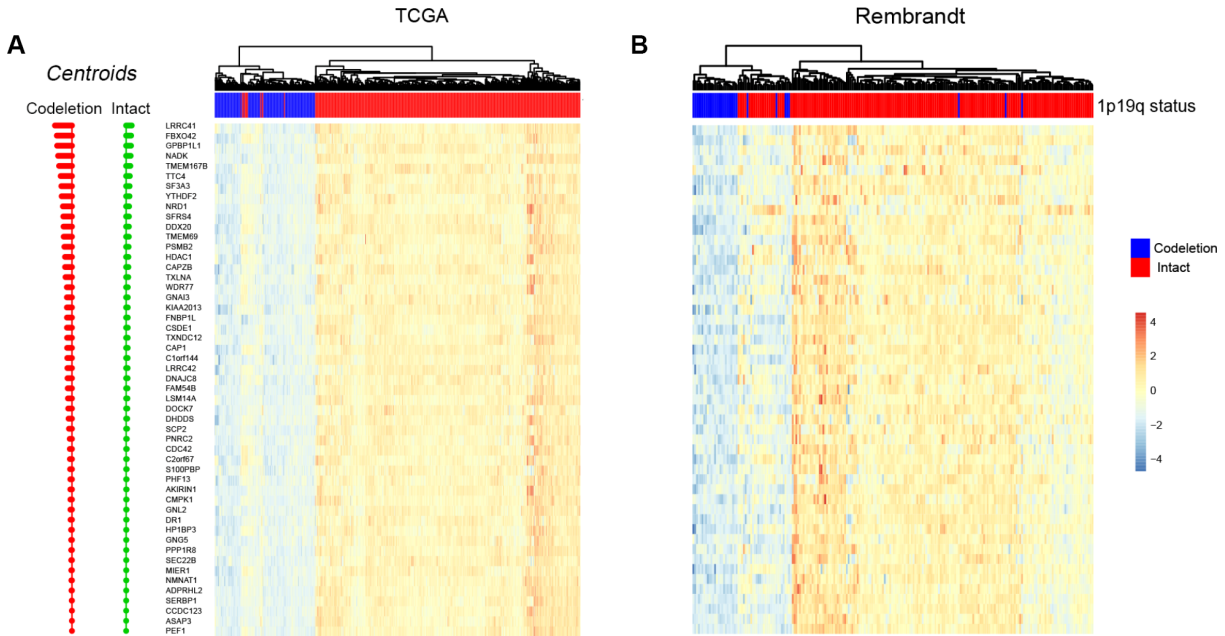 TCGA
Rembrandt
A
B
Centroids
Codeletion Intact
1p19q status
LRRC41
FBXO42
GPBP1L1
NADK
TMEM167B
TTC4
SF3A3
YTHDF2
NRD1
SFRS4
DDX20
TMEM69
PSMB2
HDAC1
CAPZB
TXLNA
WDR77
GNAI3
KIAA2013
FNBP1L
CSDE1
TXNDC12
CAP1
C1orf144
LRRC42
DNAJC8
FAM54B
LSM14A
DOCK7
DHDDS
SCP2
PNRC2
CDC42
C2orf67
S100PBP
PHF13
AKIRIN1
CMPK1
GNL2
DR1
HP1BP3
GNG5
PPP1R8
SEC22B
MIER1
NMNAT1
ADPRHL2
SERBP1
CCDC123
ASAP3
PEF1
Codeletion
Intact
4
2
0
−2
−4